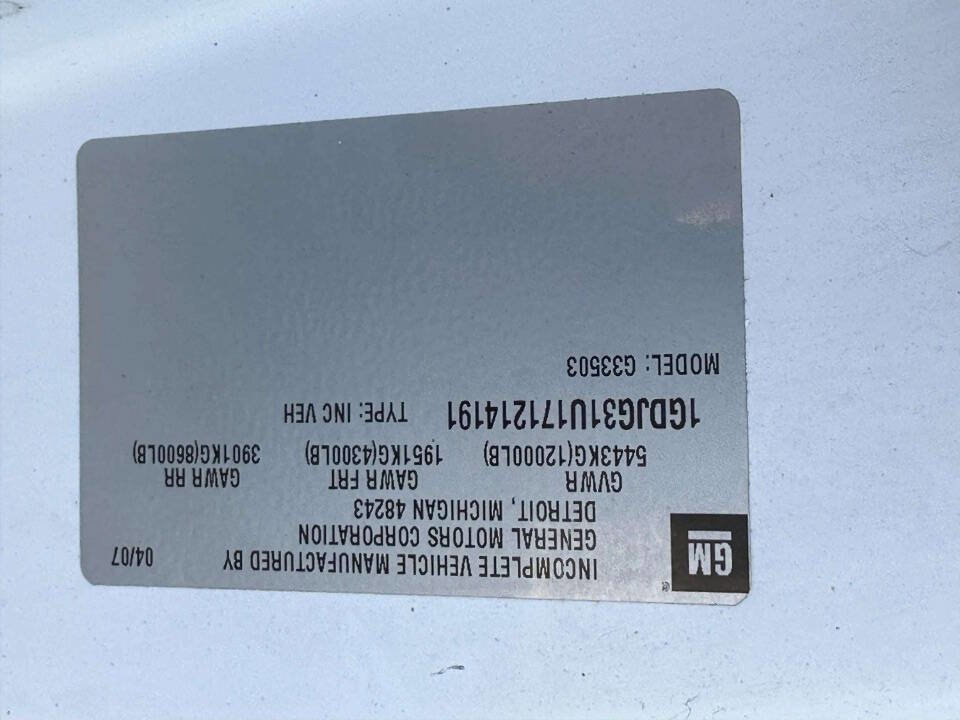 GM
INCOMPLETE VEHICLE MANUFACTURED BY 04/07
GENERAL MOTORS CORPORATION
DETROIT, MICHIGAN 48243
GVWR GAWR FRT GAWR RR
5443KG(12000LB) 1951KG(4300LB) 3901KG(8600LB)
1GDJG31U171214191 TYPE: INC VEH
MODEL: G33503